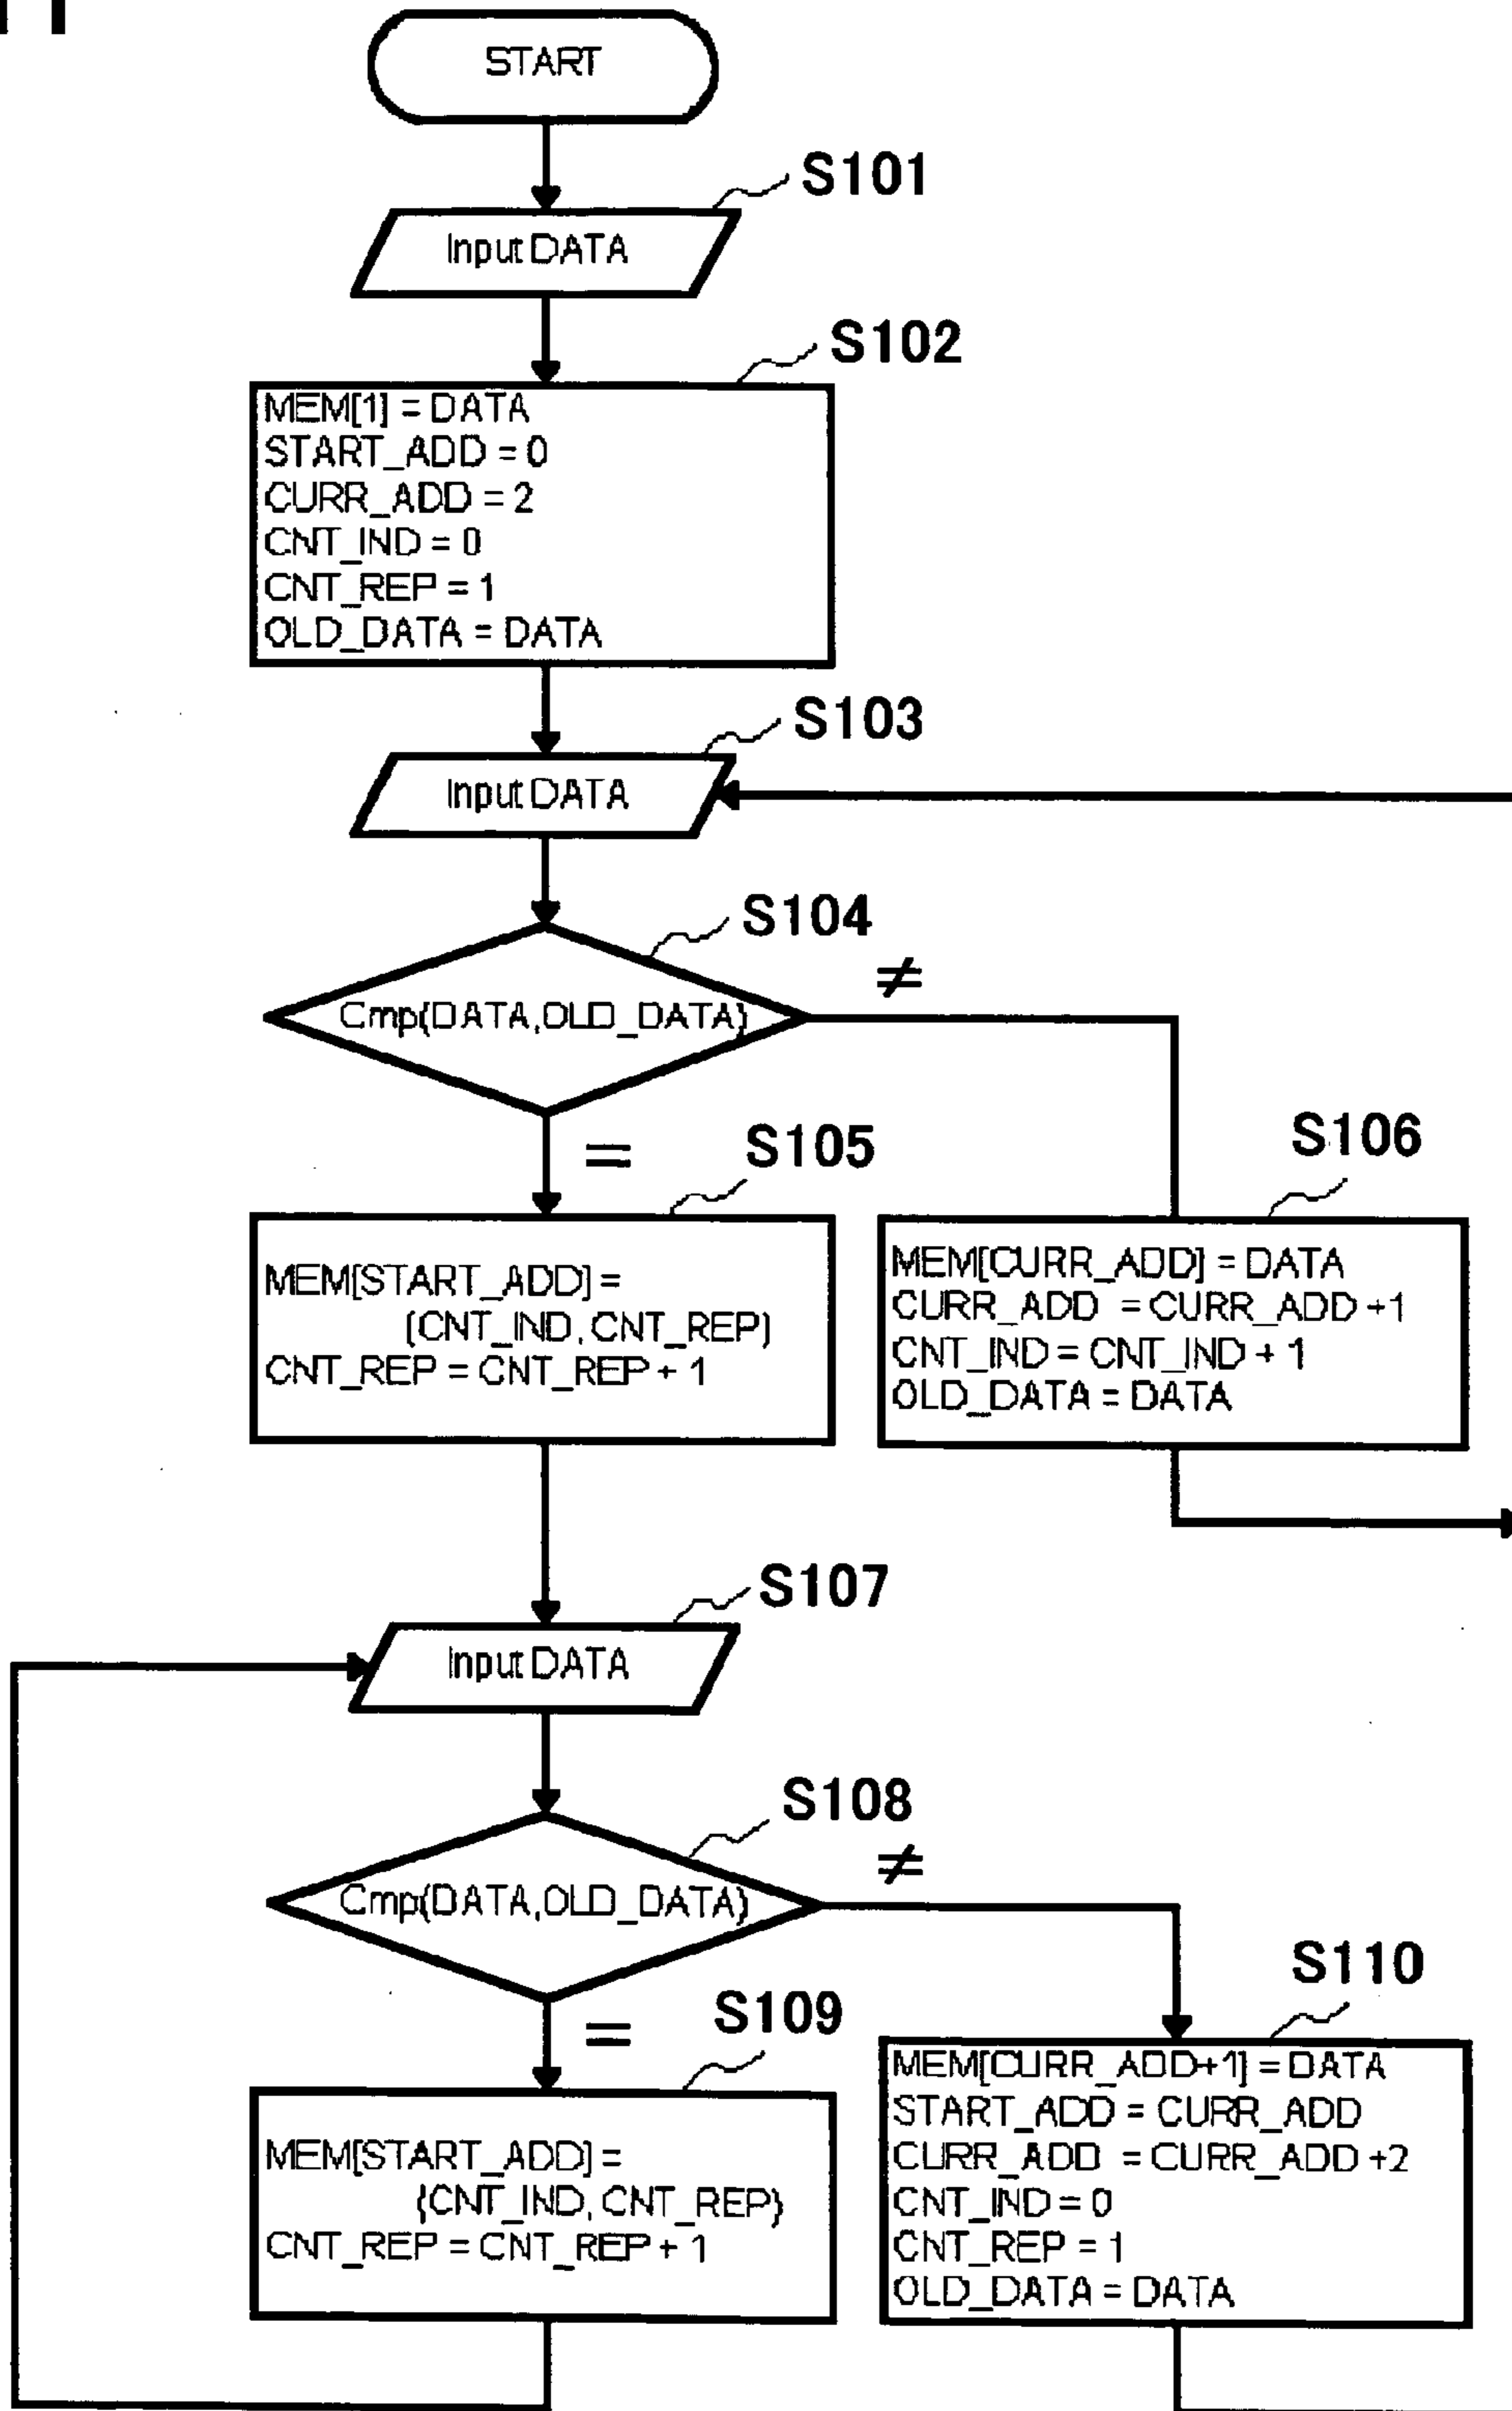 START
S101
Input DATA
S102
MEM[1] = DATA
START_ADD = 0
CURR_ADD = 2
CNT_IND = 0
CNT_REP = 1
OLD_DATA = DATA
S103
Input DATA
S104
≠
Cmp(DATA,OLD_DATA)
=
S105
S106
MEM[START_ADD] =
(CNT_IND, CNT_REP)
CNT_REP = CNT_REP + 1
MEM[CURR_ADD] = DATA
CURR_ADD = CURR_ADD +1
CNT_IND = CNT_IND + 1
OLD_DATA = DATA
S107
Input DATA
S108
≠
Cmp(DATA,OLD_DATA)
=
S109
S110
MEM[START_ADD] =
(CNT_IND, CNT_REP)
CNT_REP = CNT_REP + 1
MEM[CURR_ADD+1] = DATA
START_ADD = CURR_ADD
CURR_ADD = CURR_ADD +2
CNT_IND = 0
CNT_REP = 1
OLD_DATA = DATA